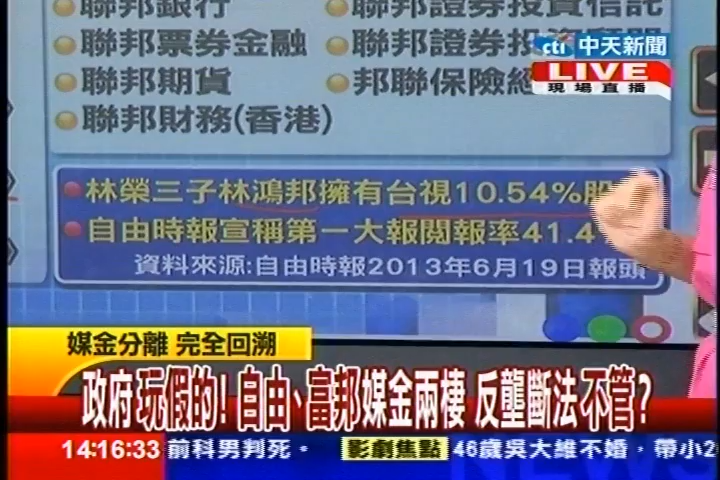 聯邦銀行
聯邦證券投資信託
聯邦票券金融
聯邦證券投
cti 中天新聞
聯邦期貨
邦聯保險經
LIVE
現場直播
聯邦財務(香港)
林榮三子林鴻邦擁有台視10.54%股
自由時報宣稱第一大報閱報率41.4
資料來源:自由時報2013年6月19日報頭
媒金分離 完全回溯
政府玩假的！自由、富邦媒金兩棲 反壟斷法不管？
14:16:33 前科男判死。 影劇焦點 46歲吳大維不婚，帶小2
NEWS